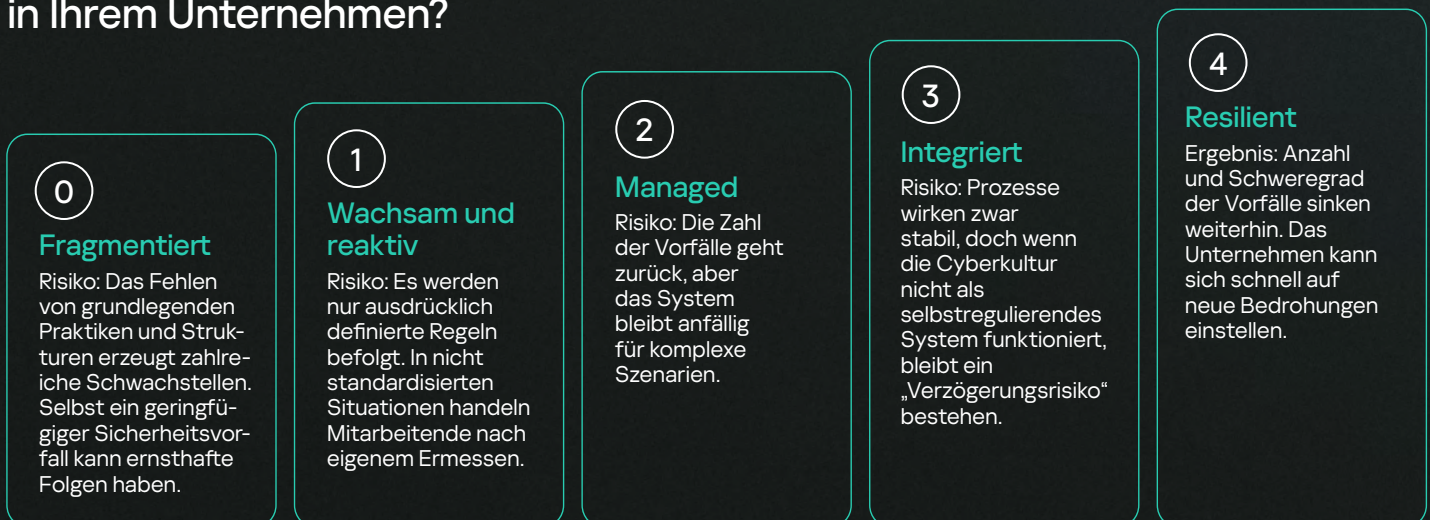 in Ihrem Unternehmen?
0
Fragmentiert
Risiko: Das Fehlen
von grundlegenden
Praktiken und Struk-
turen erzeugt zahlre-
iche Schwachstellen.
Selbst ein geringfü-
giger Sicherheitsvor-
fall kann ernsthafte
Folgen haben.
1
Wachsam und
reaktiv
Risiko: Es werden
nur ausdrücklich
definierte Regeln
befolgt. In nicht
standardisierten
Situationen handeln
Mitarbeitende nach
eigenem Ermessen.
2
Managed
Risiko: Die Zahl
der Vorfälle geht
zurück, aber
das System
bleibt anfällig
für komplexe
Szenarien.
3
Integriert
Risiko: Prozesse
wirken zwar
stabil, doch wenn
die Cyberkultur
nicht als
selbstregulierendes
System funktioniert,
bleibt ein
„Verzögerungsrisiko“
bestehen.
4
Resilient
Ergebnis: Anzahl
und Schweregrad
der Vorfälle sinken
weiterhin. Das
Unternehmen kann
sich schnell auf
neue Bedrohungen
einstellen.